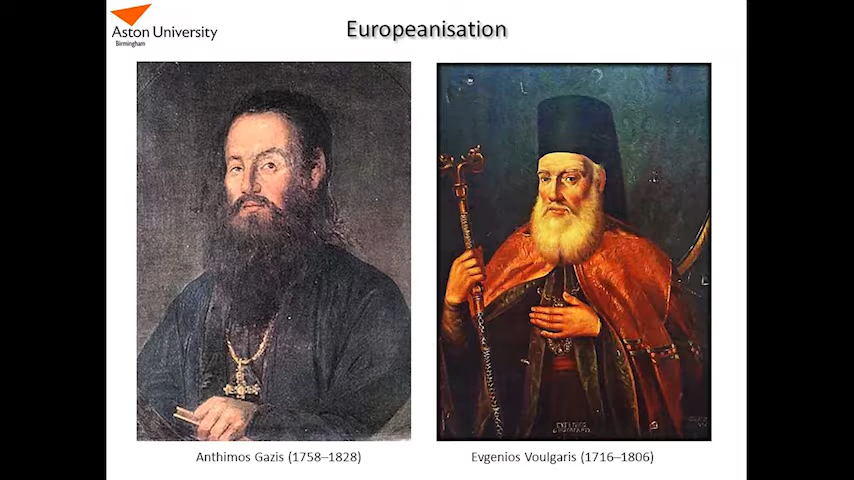 Aston University
Birmingham
Europeanisation
Anthimos Gazis (1758–1828)
Evgenios Voulgaris (1716–1806)